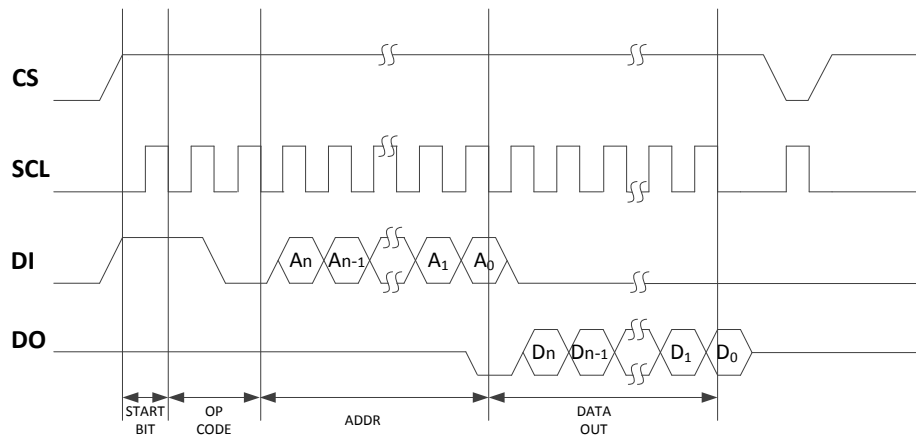 CS
SCL
DI
An An-1 A1 A0
DO
Dn Dn-1 D1 D0
START
BIT
OP
CODE
ADDR
DATA
OUT